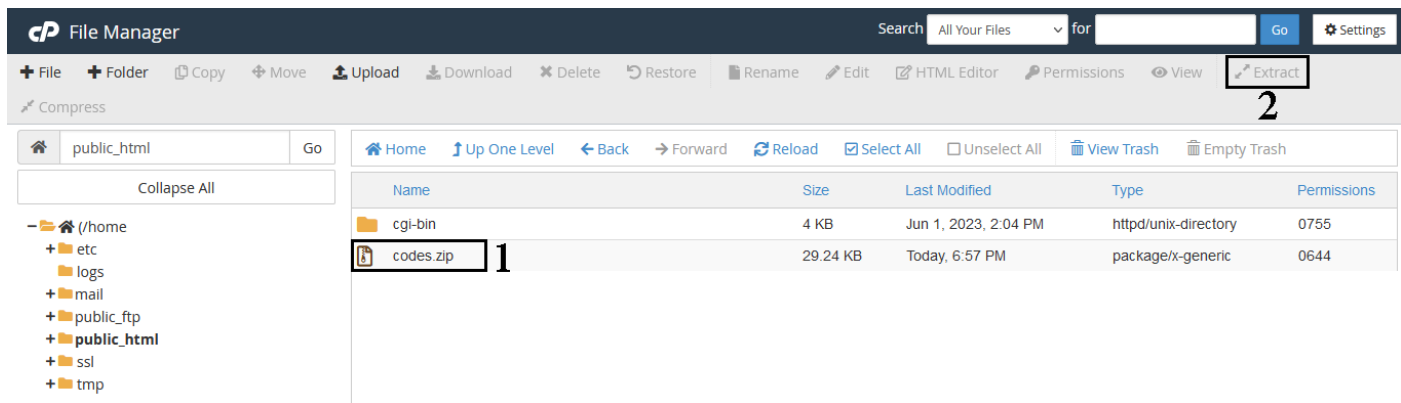 cP File Manager Search All Your Files for Go Settings
File Folder Copy Move Upload Download Delete Restore Rename Edit HTML Editor Permissions View Extract
2
Compress
public_html Go Home Up One Level Back Forward Reload Select All Unselect All View Trash Empty Trash
Collapse All
Name Size Last Modified Type Permissions
(/home
cgi-bin 4 KB Jun 1, 2023, 2:04 PM httpd/unix-directory 0755
etc
codes.zip 1 29.24 KB Today, 6:57 PM package/x-generic 0644
logs
mail
public_ftp
public_html
ssl
tmp